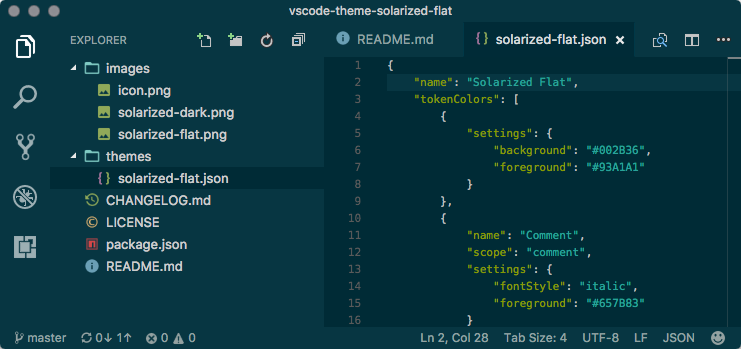 vscode-theme-solarized-flat
EXPLORER
images
icon.png
solarized-dark.png
solarized-flat.png
themes
{} solarized-flat.json
CHANGELOG.md
LICENSE
package.json
README.md
README.md
{} solarized-flat.json
1 {
2 "name": "Solarized Flat",
3 "tokenColors": [
4 {
5 "settings": {
6 "background": "#002B36",
7 "foreground": "#93A1A1"
8 }
9 },
10 {
11 "name": "Comment",
12 "scope": "comment",
13 "settings": {
14 "fontStyle": "italic",
15 "foreground": "#657B83"
16 }
master 0↓ 1↑ 0 0 Ln 2, Col 28 Tab Size: 4 UTF-8 LF JSON